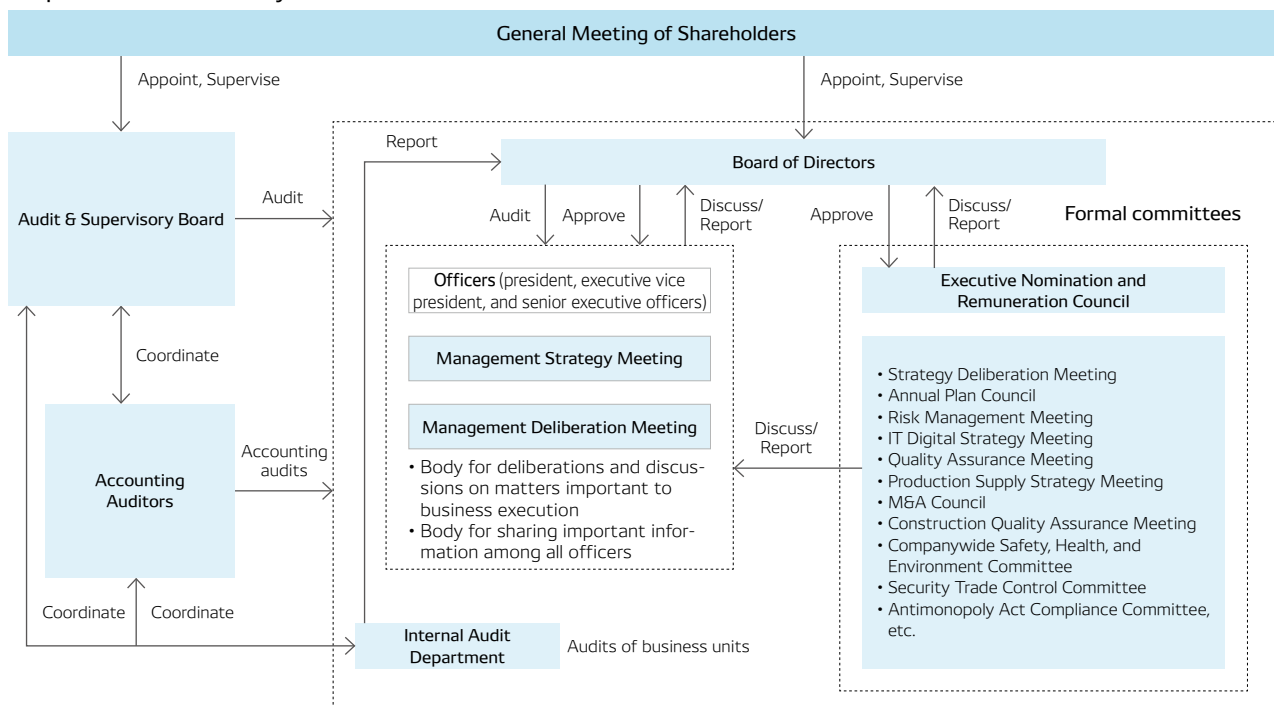 General Meeting of Shareholders
Appoint, Supervise
Appoint, Supervise
Report
Board of Directors
Audit & Supervisory Board
Audit
Audit
Approve
Discuss/
Report
Approve
Discuss/
Report
Formal committees
Officers (president, executive vice
president, and senior executive officers)
Management Strategy Meeting
Management Deliberation Meeting
• Body for deliberations and discus-
sions on matters important to
business execution
• Body for sharing important infor-
mation among all officers
Executive Nomination and
Remuneration Council
• Strategy Deliberation Meeting
• Annual Plan Council
• Risk Management Meeting
• IT Digital Strategy Meeting
• Quality Assurance Meeting
• Production Supply Strategy Meeting
• M&A Council
• Construction Quality Assurance Meeting
• Companywide Safety, Health, and
Environment Committee
• Security Trade Control Committee
• Antimonopoly Act Compliance Committee,
etc.
Discuss/
Report
Coordinate
Accounting
Auditors
Accounting
audits
Coordinate
Coordinate
Internal Audit
Department
Audits of business units